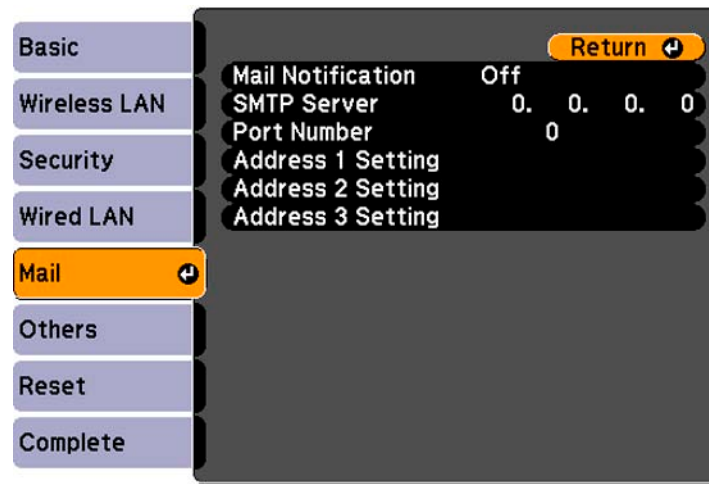 Basic
Wireless LAN
Security
Wired LAN
Mail
Others
Reset
Complete
Return
Mail Notification Off
SMTP Server 0. 0. 0. 0
Port Number 0
Address 1 Setting
Address 2 Setting
Address 3 Setting